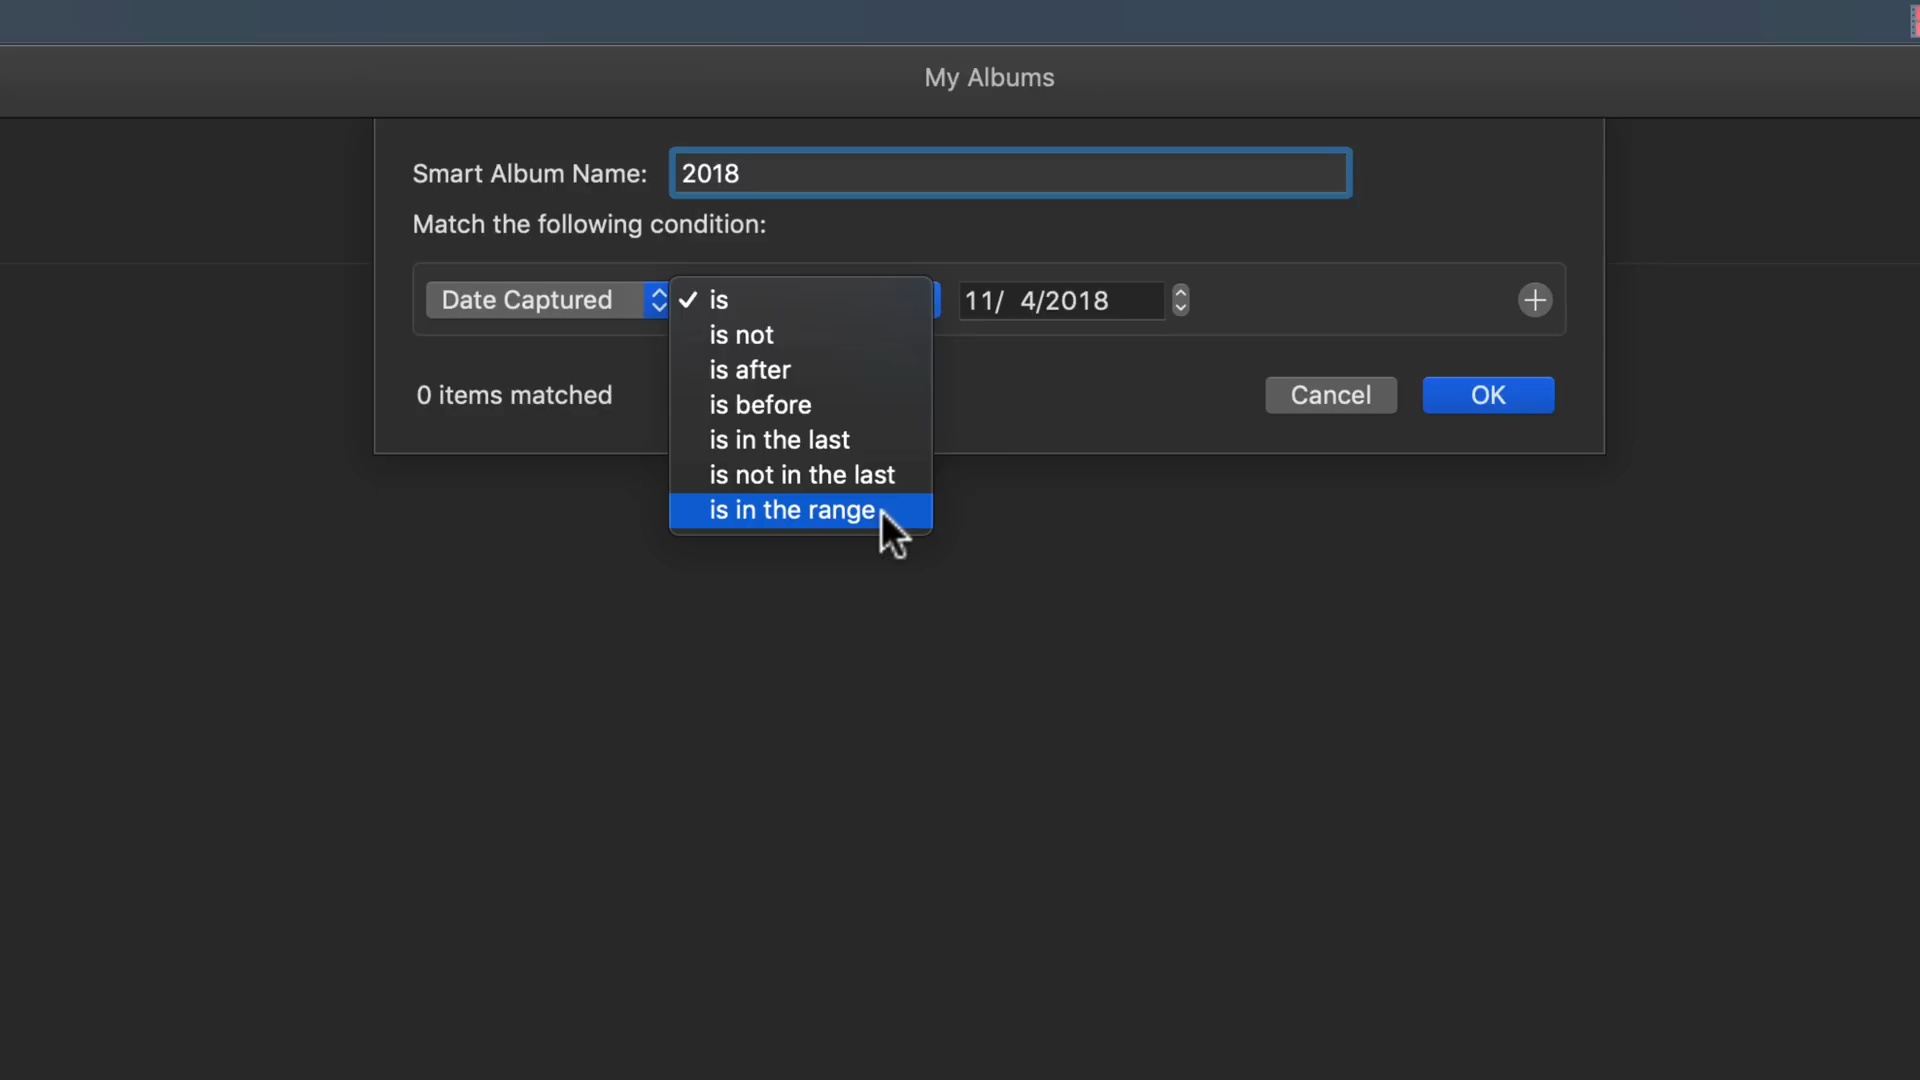 My Albums
Smart Album Name: 2018
Match the following condition:
Date Captured is 11/ 4/2018
is not
is after
is before
is in the last
is not in the last
is in the range
0 items matched Cancel OK